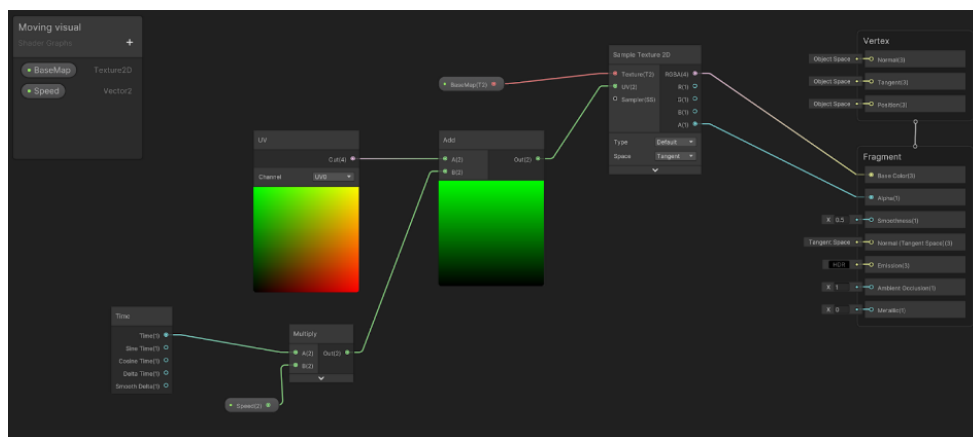 Moving visual
Shader Graphs
+
BaseMap Texture2D
Speed Vector2
BaseMap(T2)
Sample Texture 2D
Texture(T2) RGBA(4)
UV(2) R(1)
Sampler(SS) G(1)
B(1)
A(1)
Type Default
Space Tangent
UV
Out(4)
Channel UV0
Add
A(2) Out(2)
B(2)
Time
Time(1)
Sine Time(1)
Cosine Time(1)
Delta Time(1)
Smooth Delta(1)
Multiply
A(2) Out(2)
B(2)
Speed(2)
Vertex
Object Space Normal(3)
Object Space Tangent(3)
Object Space Position(3)
Fragment
Base Color(3)
Alpha(1)
X 0.5 Smoothness(1)
Tangent Space Normal (Tangent Space)(3)
HDR Emission(3)
X 1 Ambient Occlusion(1)
X 0 Metallic(1)